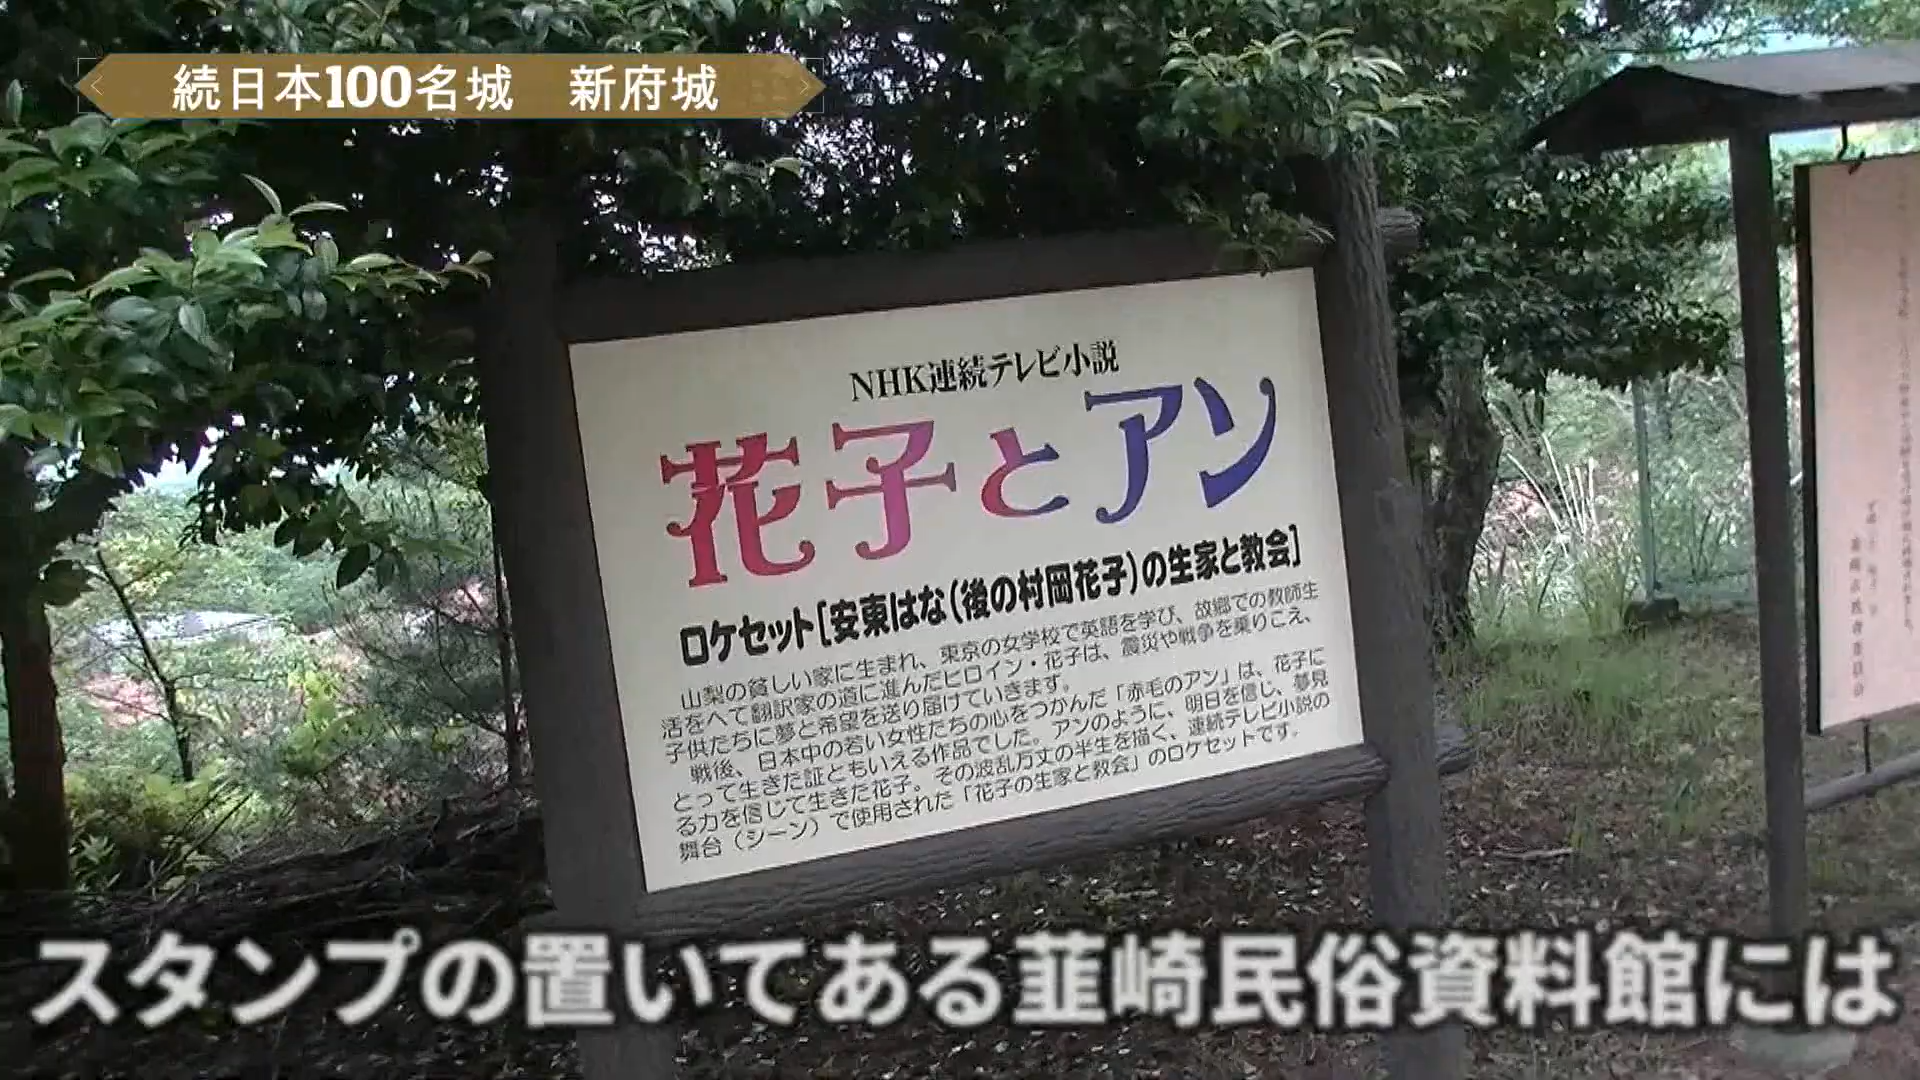 続日本100名城 新府城
NHK連続テレビ小説
花子とアン
ロケセット[安東はな(後の村岡花子)の生家と教会]
山梨の貧しい家に生まれ、東京の女学校で英語を学び、故郷での教師生
活をへて翻訳家の道に進んだヒロイン・花子は、震災や戦争を乗りこえ、
子供たちに夢と希望を送り届けていきます。
戦後、日本中の若い女性たちの心をつかんだ「赤毛のアン」は、花子に
とって生きた証ともいえる作品でした。アンのように、明日を信じ、夢見
る力を信じて生きた花子。その波乱万丈の半生を描く、連続テレビ小説の
舞台(シーン)で使用された「花子の生家と教会」のロケセットです。
スタンプの置いてある韮崎民俗資料館には